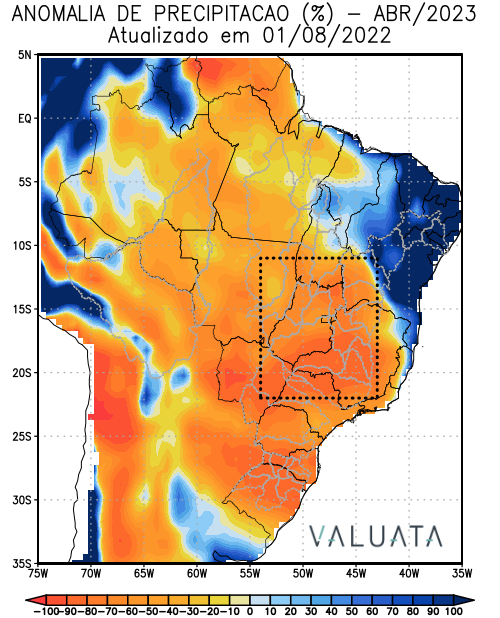 ANOMALIA DE PRECIPITACAO (%) – ABR/2023
Atualizado em 01/08/2022
5N
EQ
5S
10S
15S
20S
25S
30S
35S
VALUATA
75W 70W 65W 60W 55W 50W 45W 40W 35W
-100 -90 -80 -70 -60 -50 -40 -30 -20 -10 0 10 20 30 40 50 60 70 80 90 100